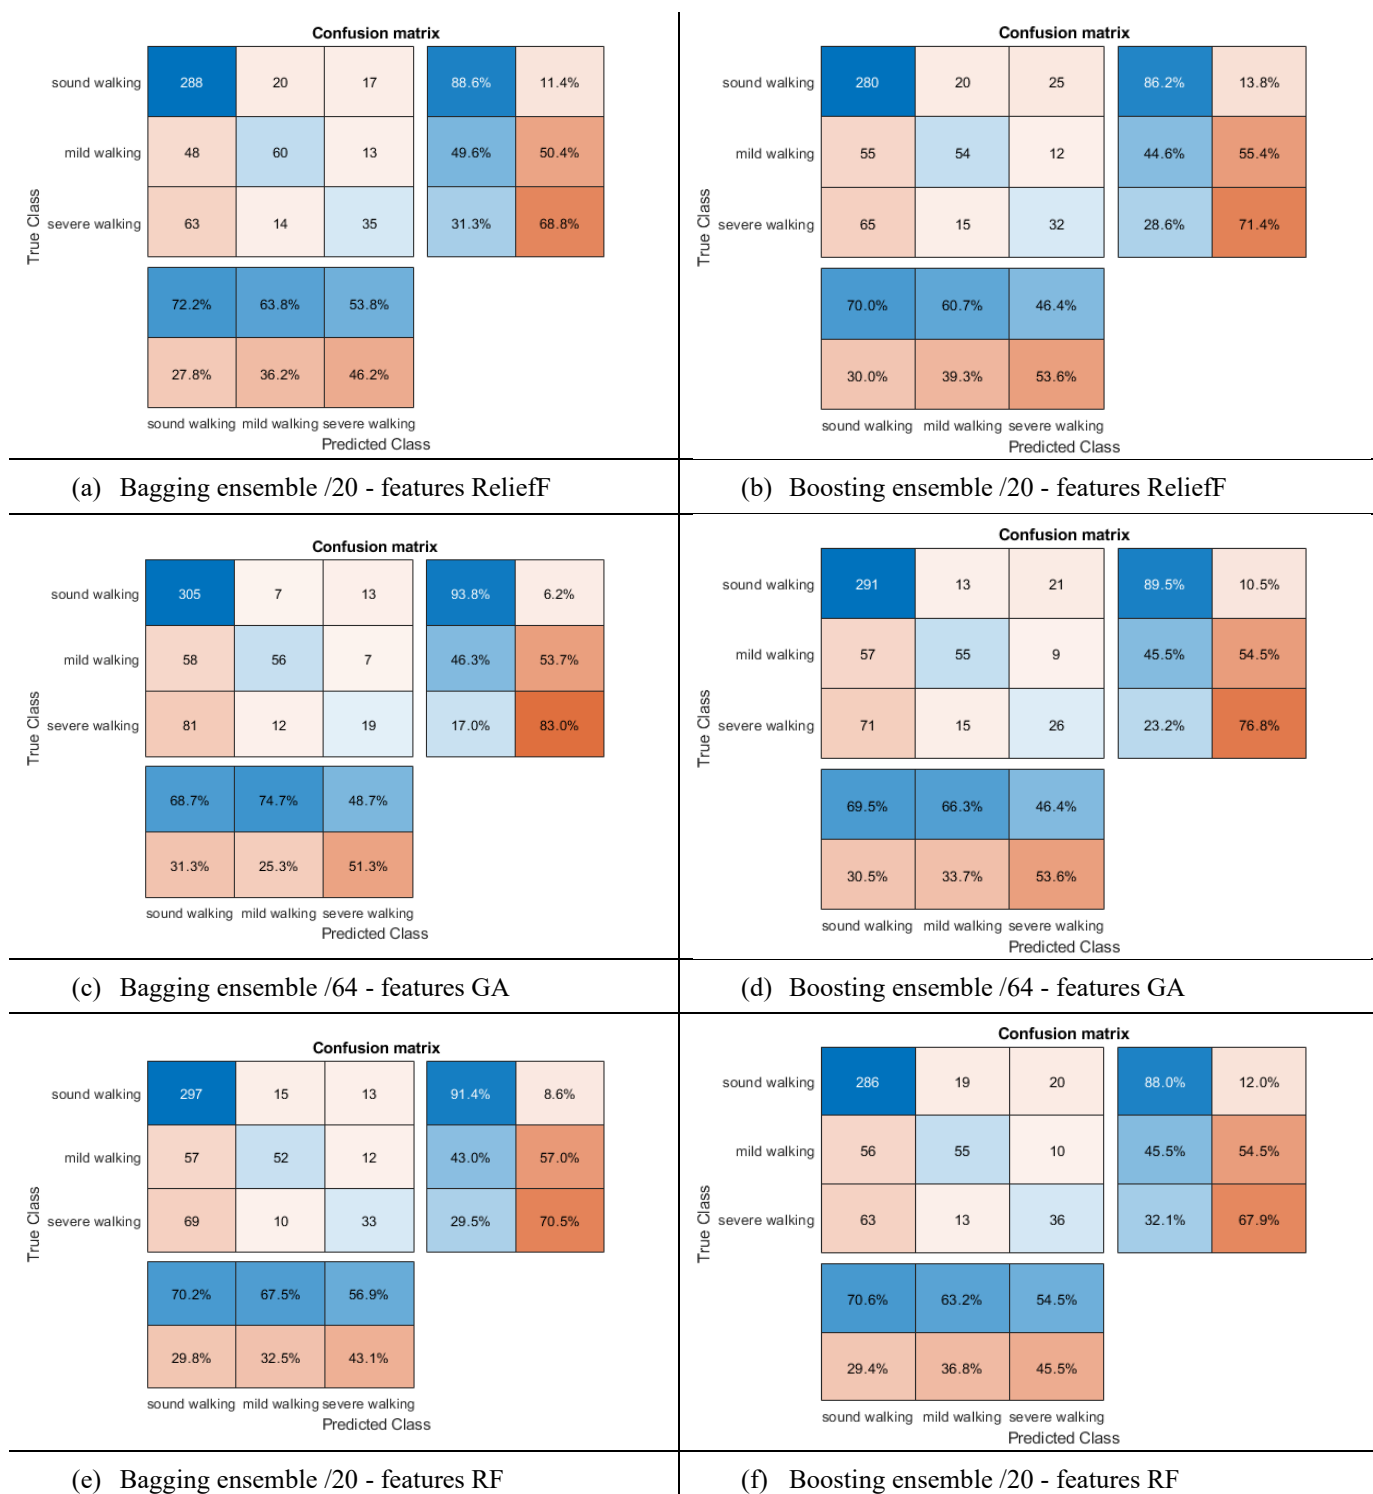 Confusion matrix
sound walking 288 20 17 88.6% 11.4%
mild walking 48 60 13 49.6% 50.4%
severe walking 63 14 35 31.3% 68.8%
True Class
72.2% 63.8% 53.8%
27.8% 36.2% 46.2%
sound walking mild walking severe walking
Predicted Class
(a) Bagging ensemble /20 - features ReliefF
Confusion matrix
sound walking 280 20 25 86.2% 13.8%
mild walking 55 54 12 44.6% 55.4%
severe walking 65 15 32 28.6% 71.4%
True Class
70.0% 60.7% 46.4%
30.0% 39.3% 53.6%
sound walking mild walking severe walking
Predicted Class
(b) Boosting ensemble /20 - features ReliefF
Confusion matrix
sound walking 305 7 13 93.8% 6.2%
mild walking 58 56 7 46.3% 53.7%
severe walking 81 12 19 17.0% 83.0%
True Class
68.7% 74.7% 48.7%
31.3% 25.3% 51.3%
sound walking mild walking severe walking
Predicted Class
(c) Bagging ensemble /64 - features GA
Confusion matrix
sound walking 291 13 21 89.5% 10.5%
mild walking 57 55 9 45.5% 54.5%
severe walking 71 15 26 23.2% 76.8%
True Class
69.5% 66.3% 46.4%
30.5% 33.7% 53.6%
sound walking mild walking severe walking
Predicted Class
(d) Boosting ensemble /64 - features GA
Confusion matrix
sound walking 297 15 13 91.4% 8.6%
mild walking 57 52 12 43.0% 57.0%
severe walking 69 10 33 29.5% 70.5%
True Class
70.2% 67.5% 56.9%
29.8% 32.5% 43.1%
sound walking mild walking severe walking
Predicted Class
(e) Bagging ensemble /20 - features RF
Confusion matrix
sound walking 286 19 20 88.0% 12.0%
mild walking 56 55 10 45.5% 54.5%
severe walking 63 13 36 32.1% 67.9%
True Class
70.6% 63.2% 54.5%
29.4% 36.8% 45.5%
sound walking mild walking severe walking
Predicted Class
(f) Boosting ensemble /20 - features RF